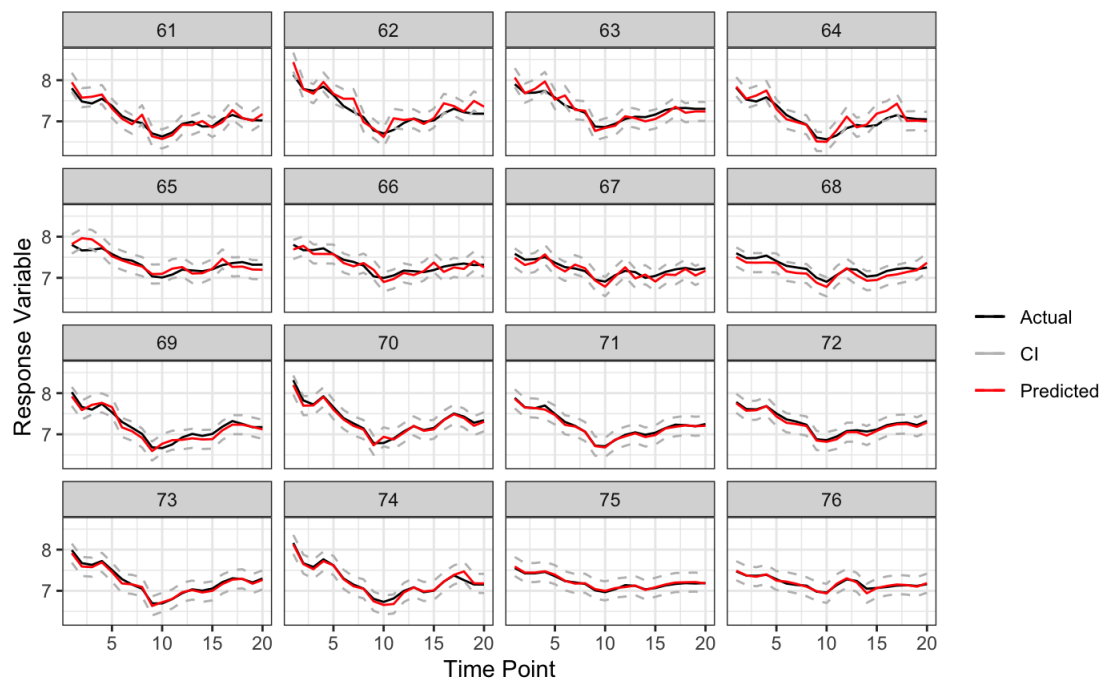 61 62 63 64
8
7
65 66 67 68
8
7
69 70 71 72
8
7
73 74 75 76
8
7
5 10 15 20 5 10 15 20 5 10 15 20 5 10 15 20
Time Point
Response Variable
Actual
CI
Predicted